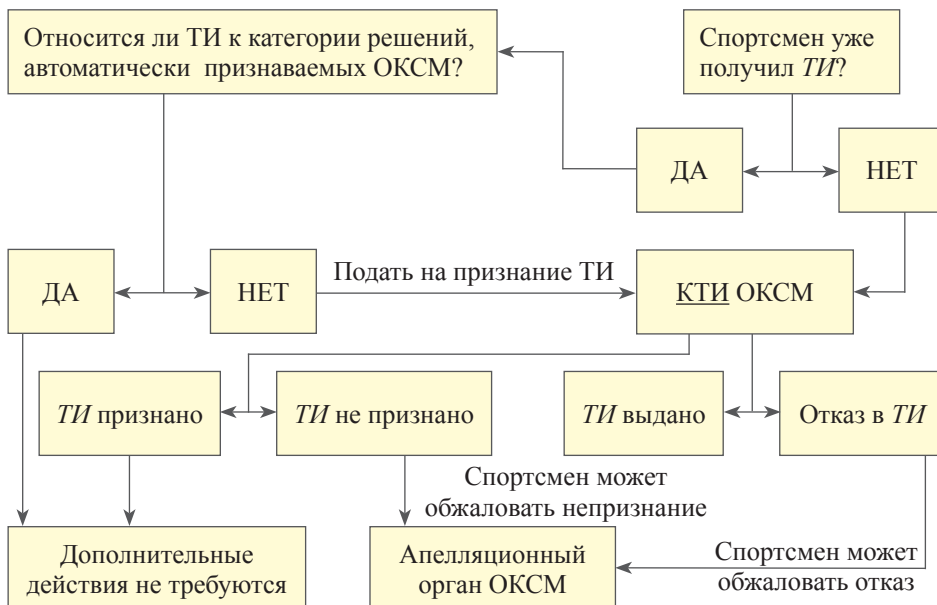 Относится ли ТИ к категории решений,
автоматически признаваемых ОКСМ?
Спортсмен уже
получил ТИ?
ДА
НЕТ
ДА
НЕТ
Подать на признание ТИ
КТИ ОКСМ
ТИ признано
ТИ не признано
ТИ выдано
Отказ в ТИ
Спортсмен может
обжаловать непризнание
Дополнительные
действия не требуются
Апелляционный
орган ОКСМ
Спортсмен может
обжаловать отказ